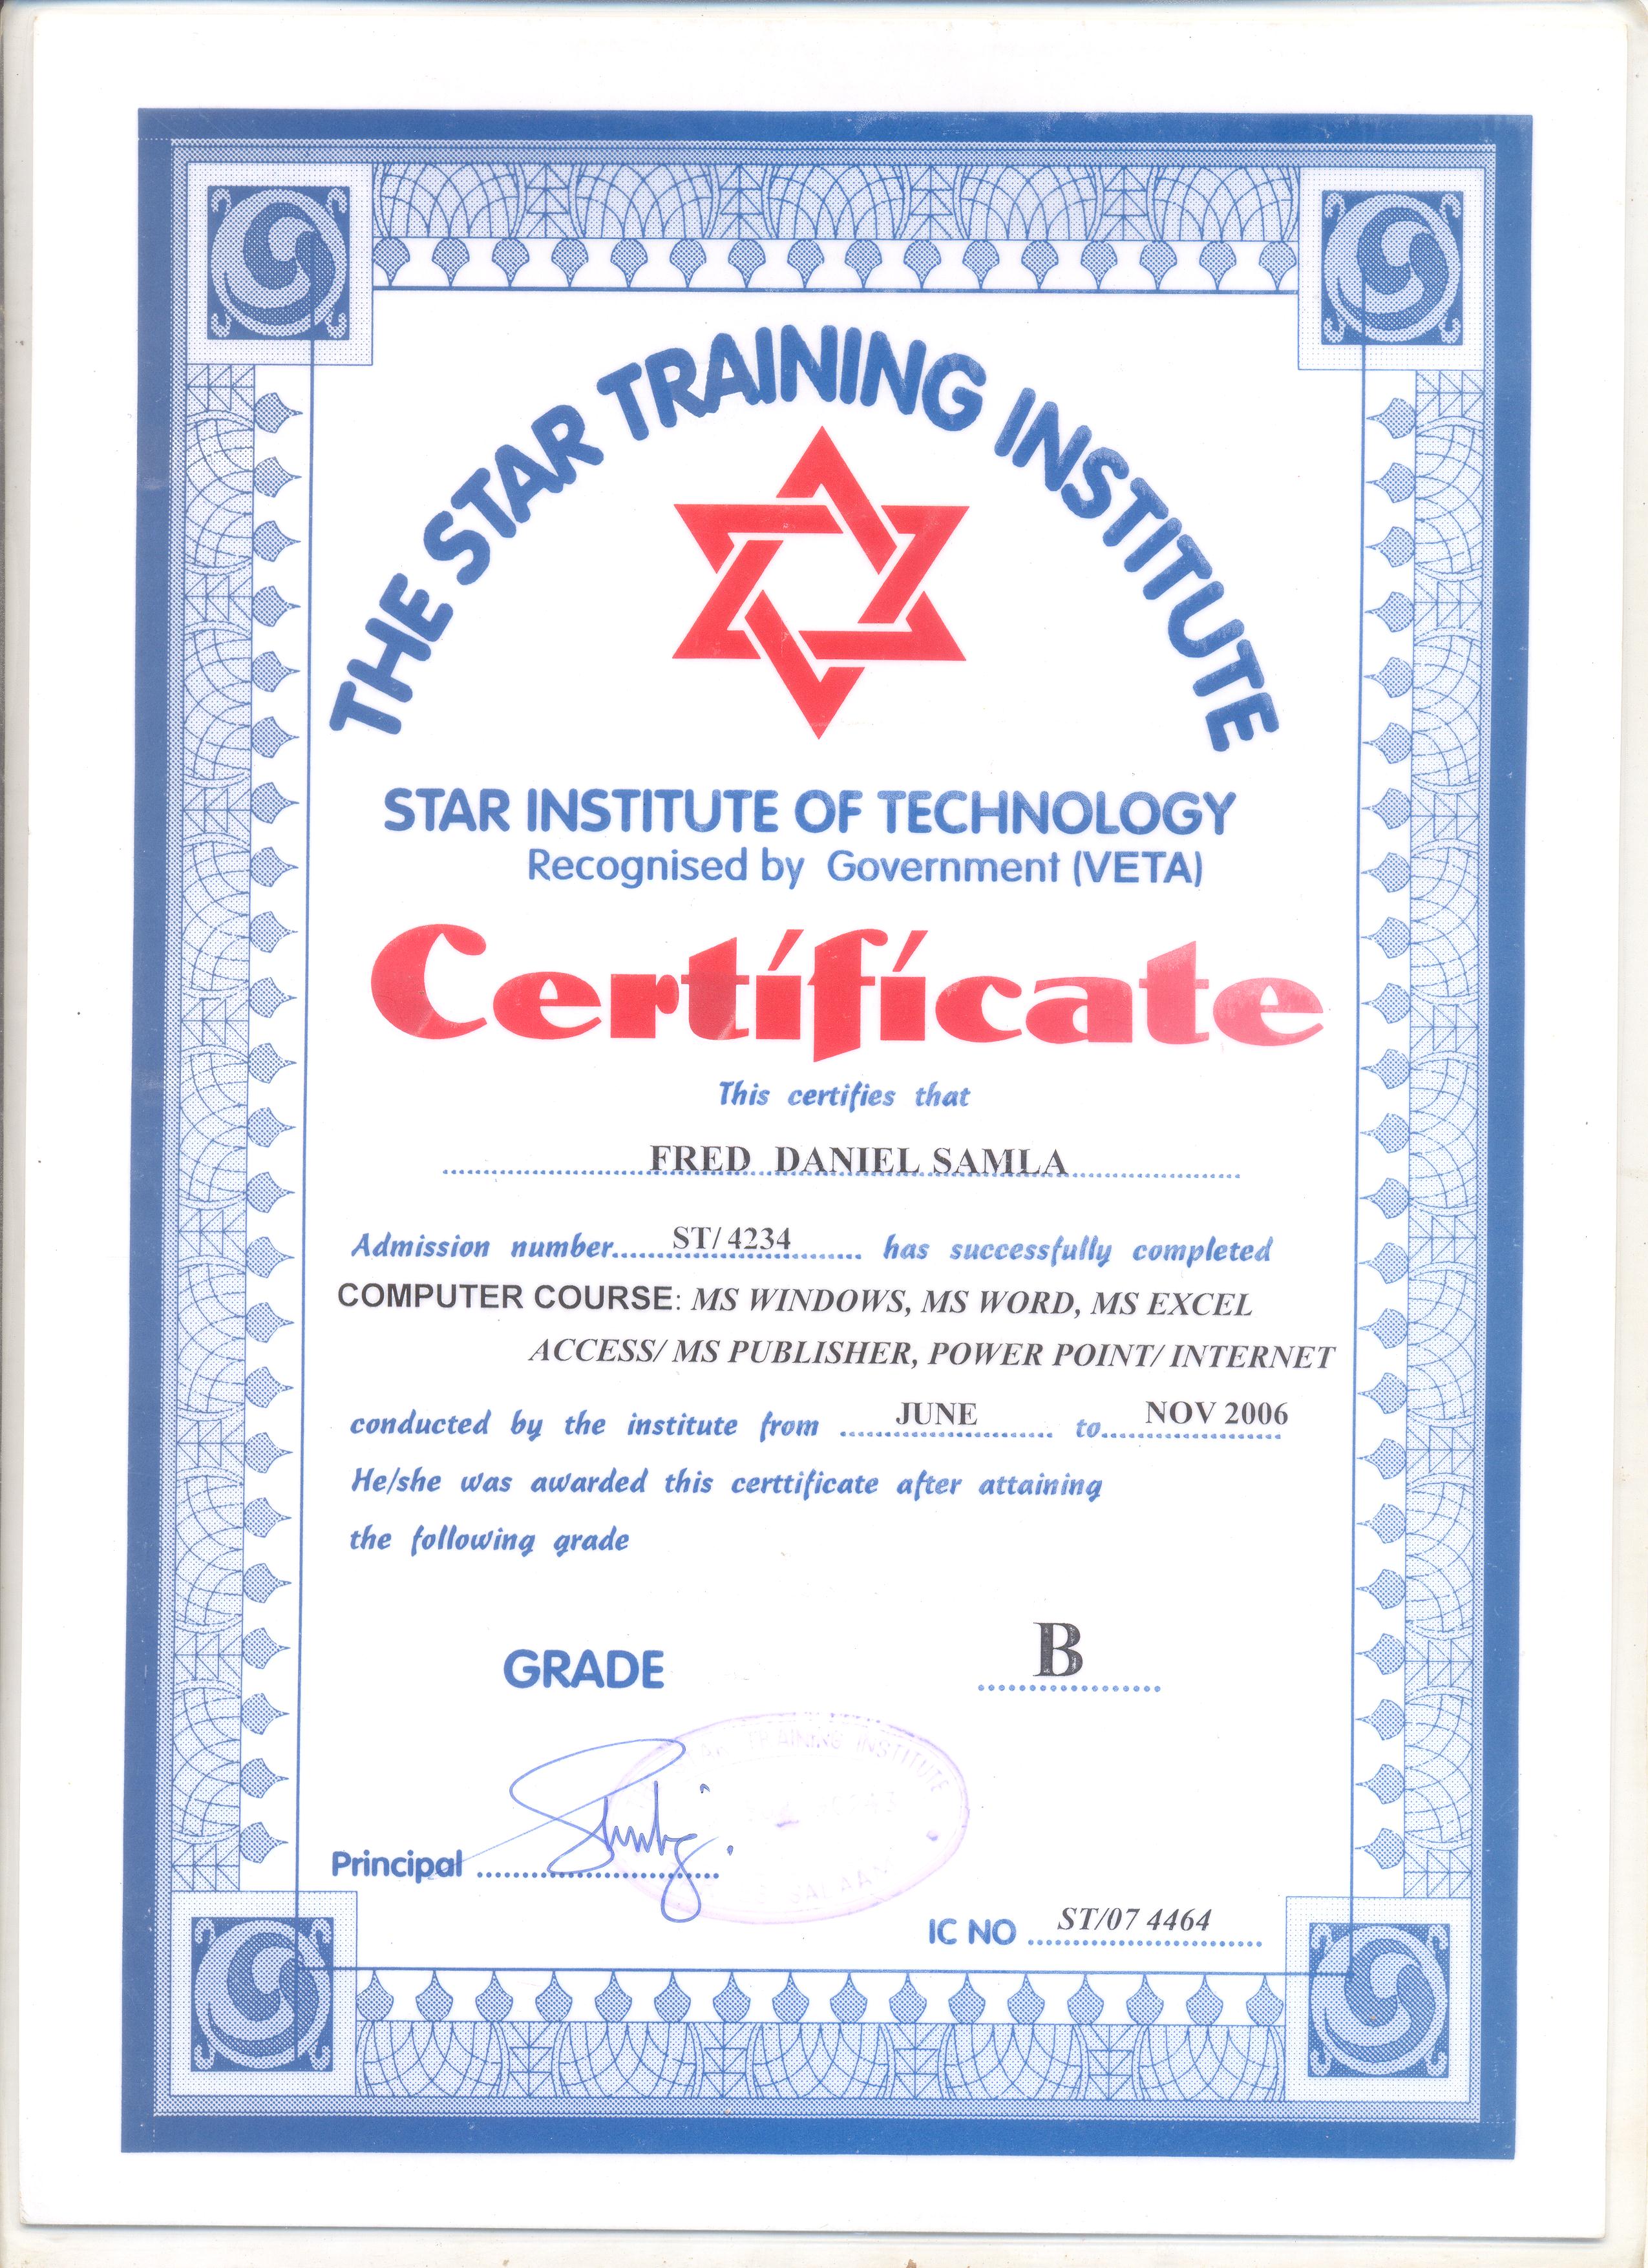 THE STAR TRAINING INSTITUTE
STAR INSTITUTE OF TECHNOLOGY
Recognised by Government (VETA)
Certificate
This certifies that
FRED DANIEL SAMLA
Admission number ST/ 4234 has successfully completed
COMPUTER COURSE: MS WINDOWS, MS WORD, MS EXCEL
ACCESS/ MS PUBLISHER, POWER POINT/ INTERNET
conducted by the institute from JUNE to NOV 2006
He/she was awarded this certtificate after attaining
the following grade
GRADE B
TRAINING INSTITUTE
Principal
IC NO ST/07 4464